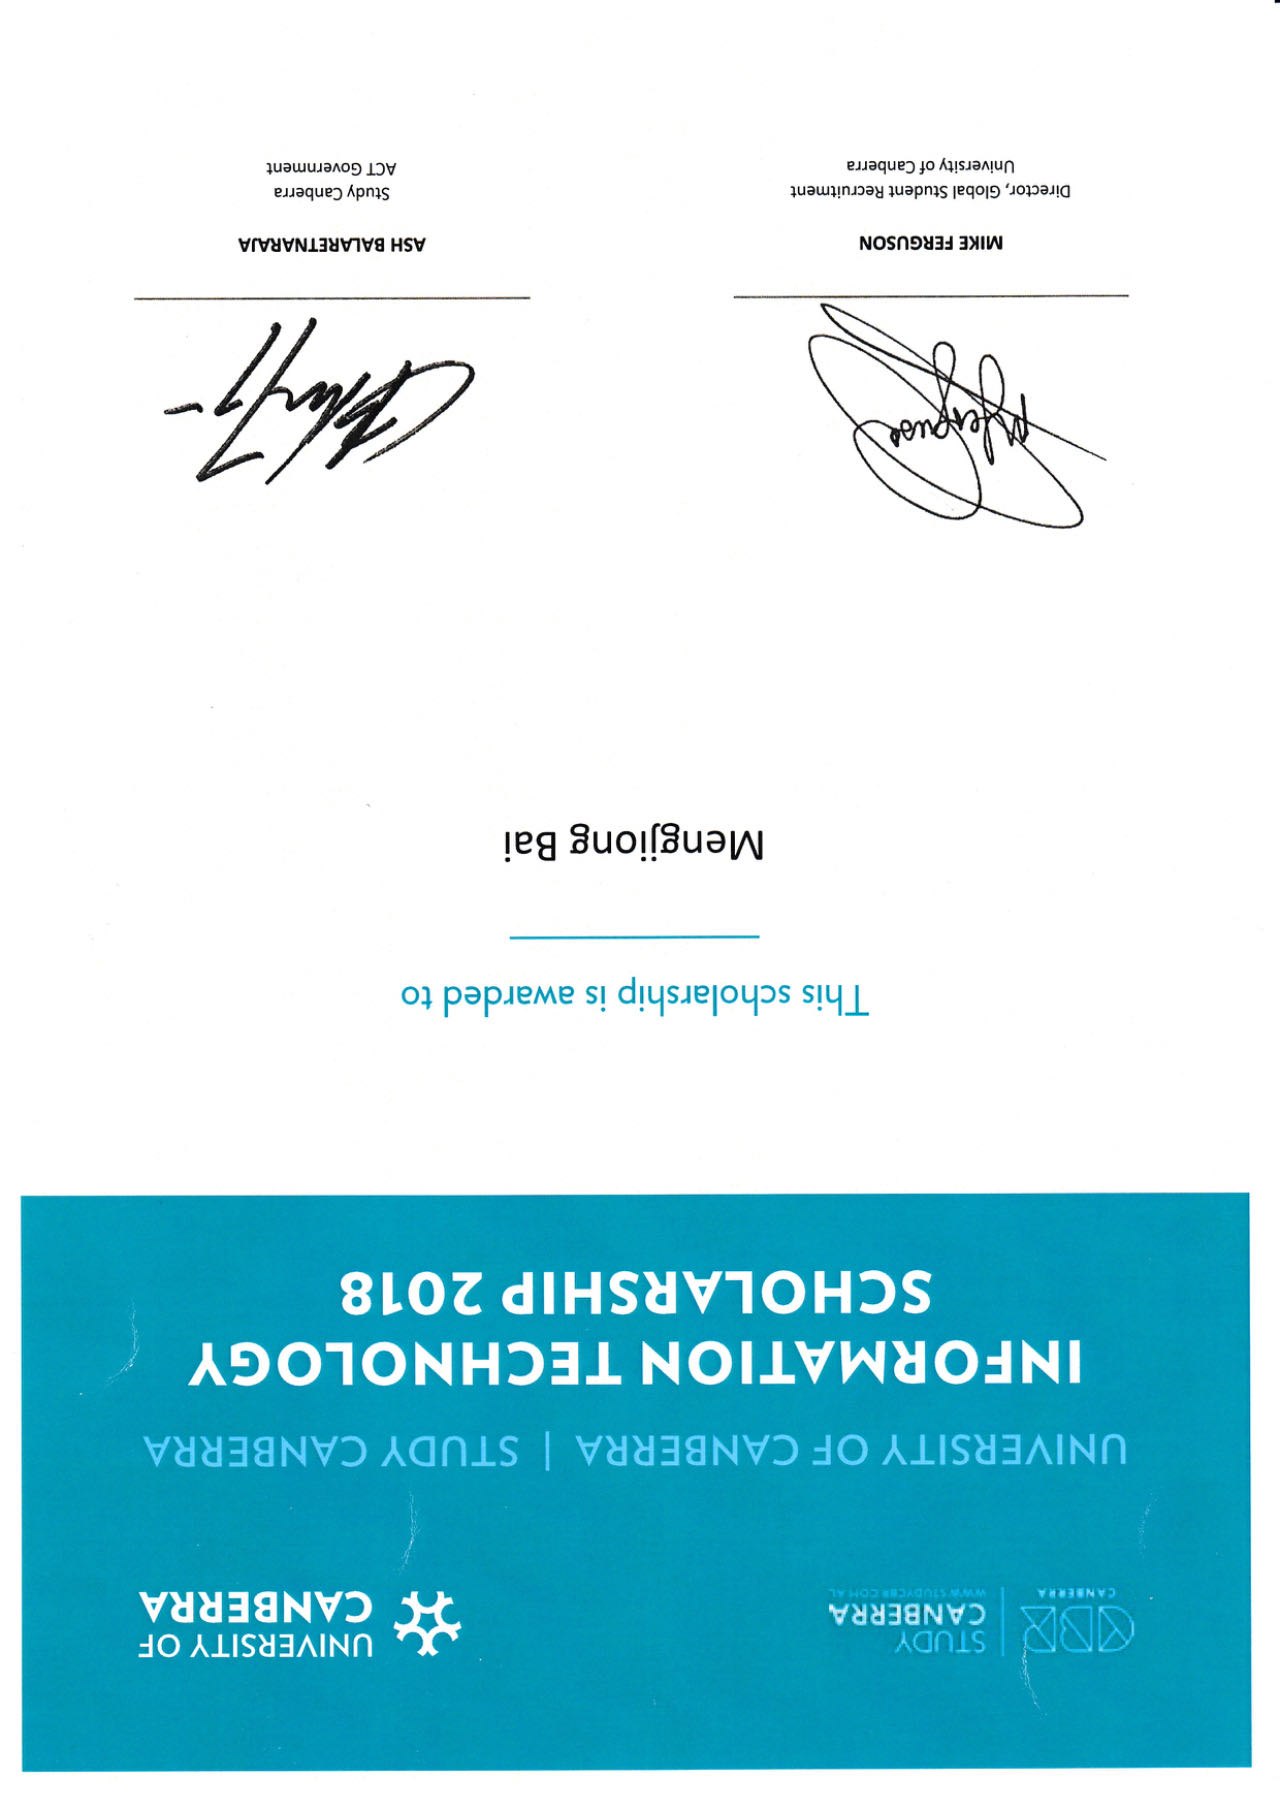 CBR
CANBERRA
STUDY
CANBERRA
WWW.STUDYCBR.COM.AU
UNIVERSITY OF
CANBERRA
UNIVERSITY OF CANBERRA | STUDY CANBERRA
INFORMATION TECHNOLOGY
SCHOLARSHIP 2018
This scholarship is awarded to
Mengjiong Bai
MFerguson
MIKE FERGUSON
Director, Global Student Recruitment
University of Canberra
ASH BALARETNARAJA
Study Canberra
ACT Government